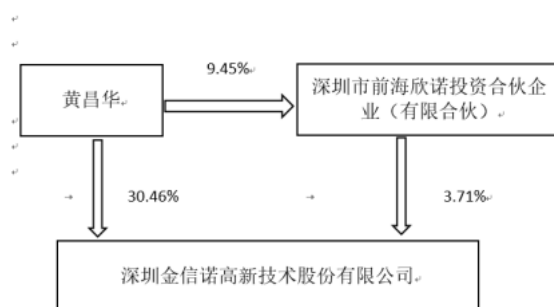 9.45%
黄昌华
深圳市前海欣诺投资合伙企
业（有限合伙）
30.46%
3.71%
深圳金信诺高新技术股份有限公司